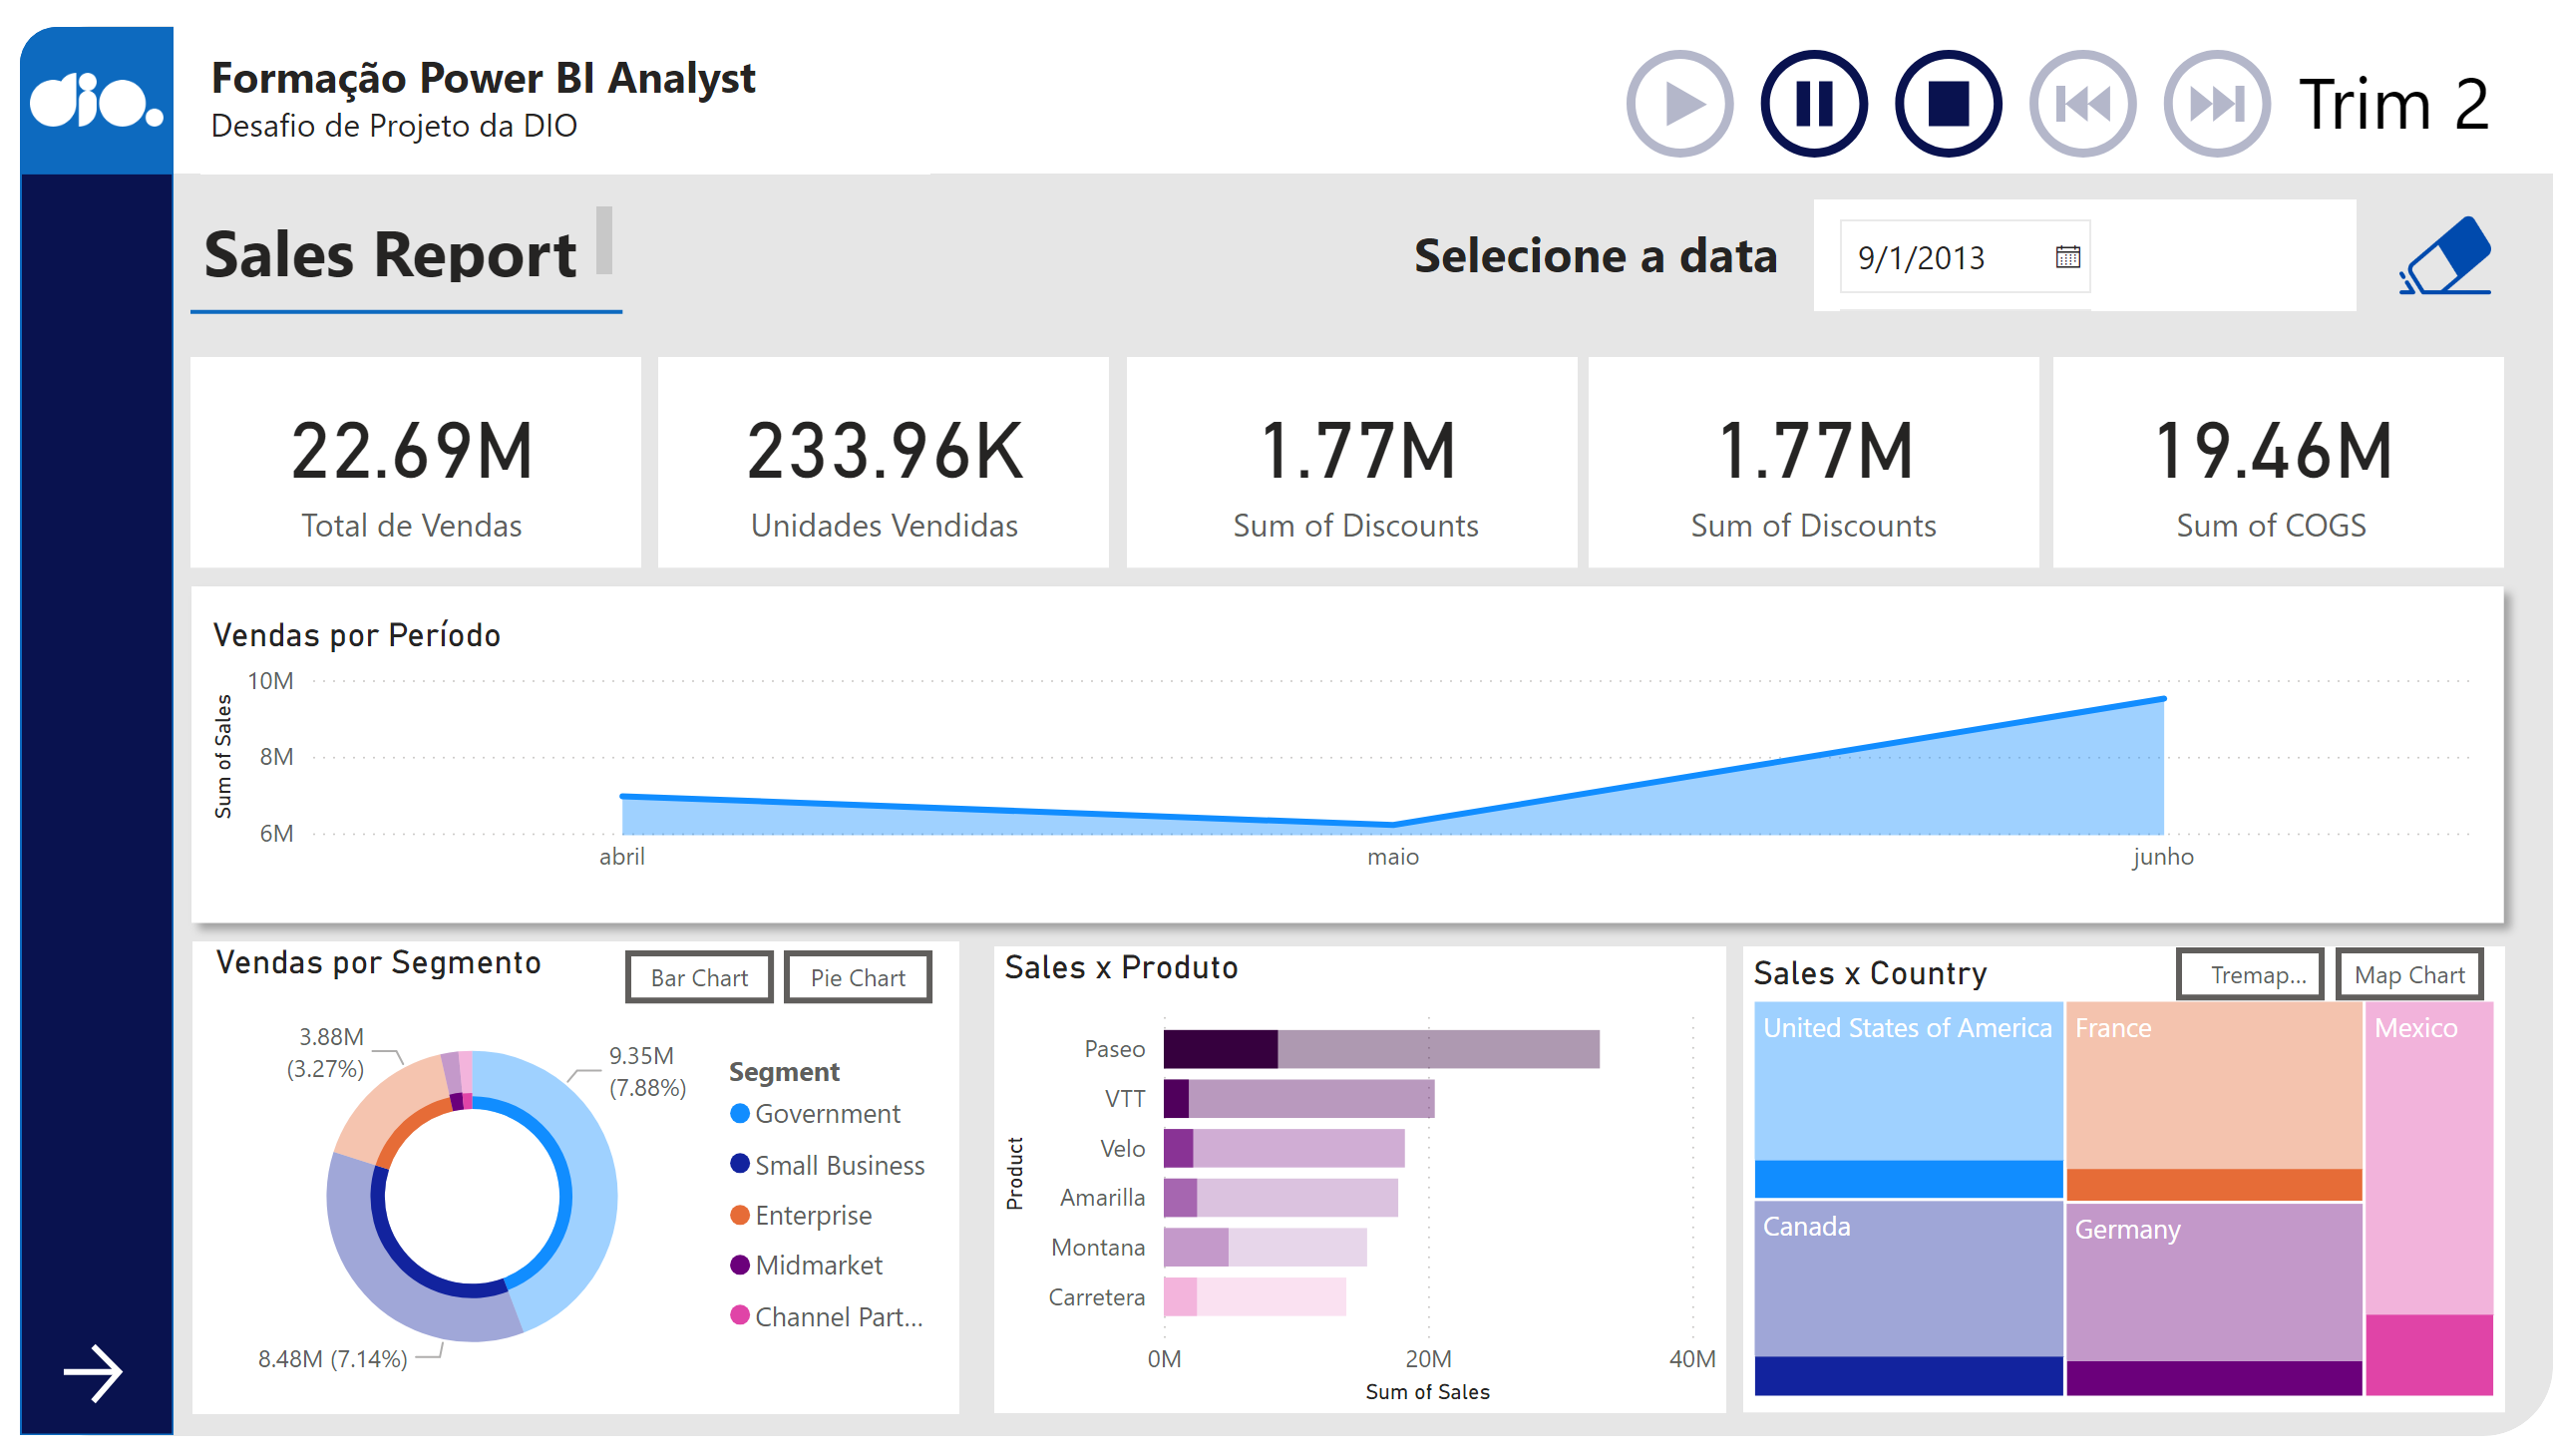 dio.
Formação Power BI Analyst
Desafio de Projeto da DIO
Trim 2
Sales Report
Selecione a data
9/1/2013
22.69M
Total de Vendas
233.96K
Unidades Vendidas
1.77M
Sum of Discounts
1.77M
Sum of Discounts
19.46M
Sum of COGS
Vendas por Período
Sum of Sales
10M
8M
6M
abril
maio
junho
Vendas por Segmento
Bar Chart
Pie Chart
3.88M
(3.27%)
9.35M
(7.88%)
8.48M (7.14%)
Segment
Government
Small Business
Enterprise
Midmarket
Channel Part...
Sales x Produto
Product
Paseo
VTT
Velo
Amarilla
Montana
Carretera
0M
20M
40M
Sum of Sales
Sales x Country
Tremap...
Map Chart
United States of America
France
Mexico
Canada
Germany